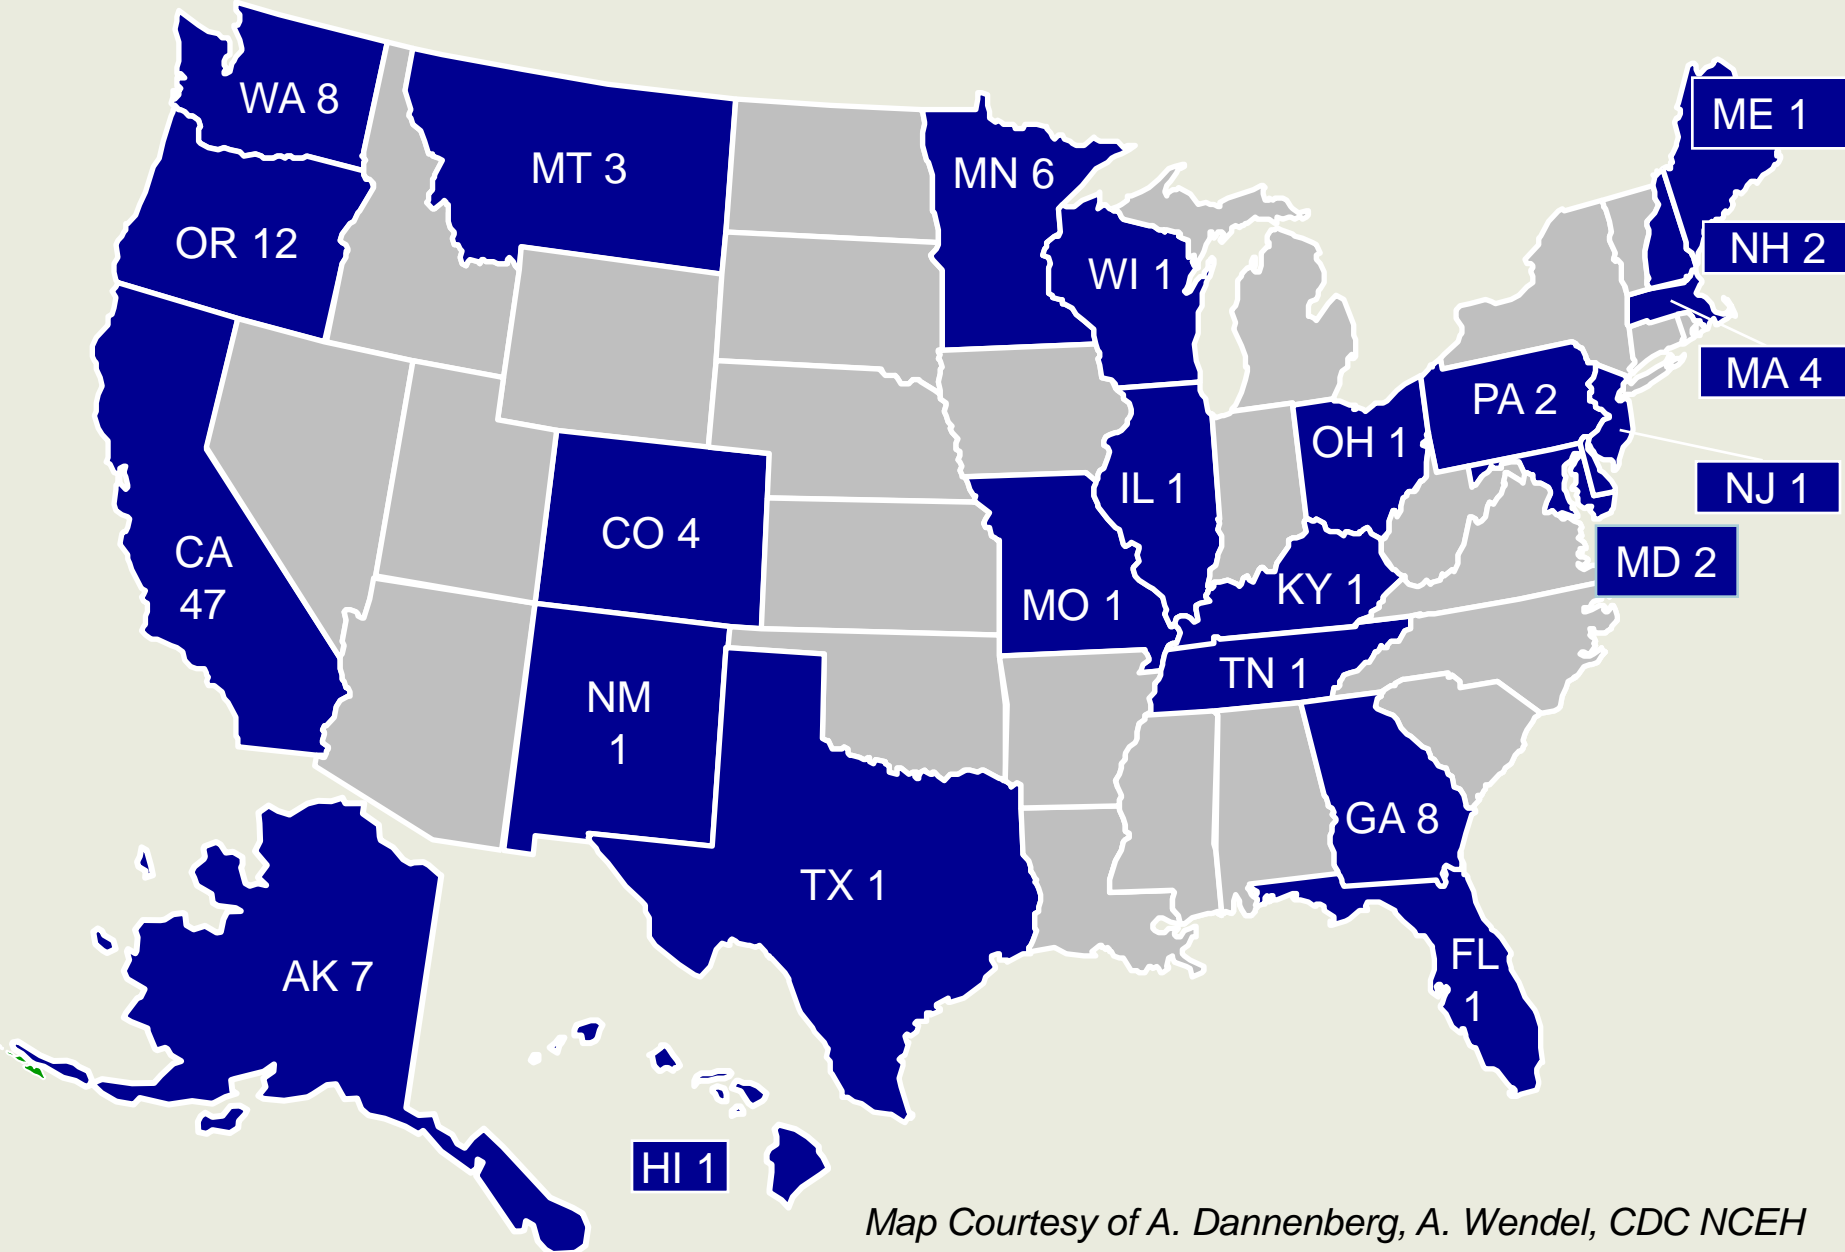 WA 8
MT 3
MN 6
ME 1
OR 12
WI 1
NH 2
MA 4
PA 2
OH 1
NJ 1
IL 1
CO 4
CA
47
MD 2
KY 1
MO 1
TN 1
NM
1
GA 8
TX 1
FL
1
AK 7
HI 1
Map Courtesy of A. Dannenberg, A. Wendel, CDC NCEH